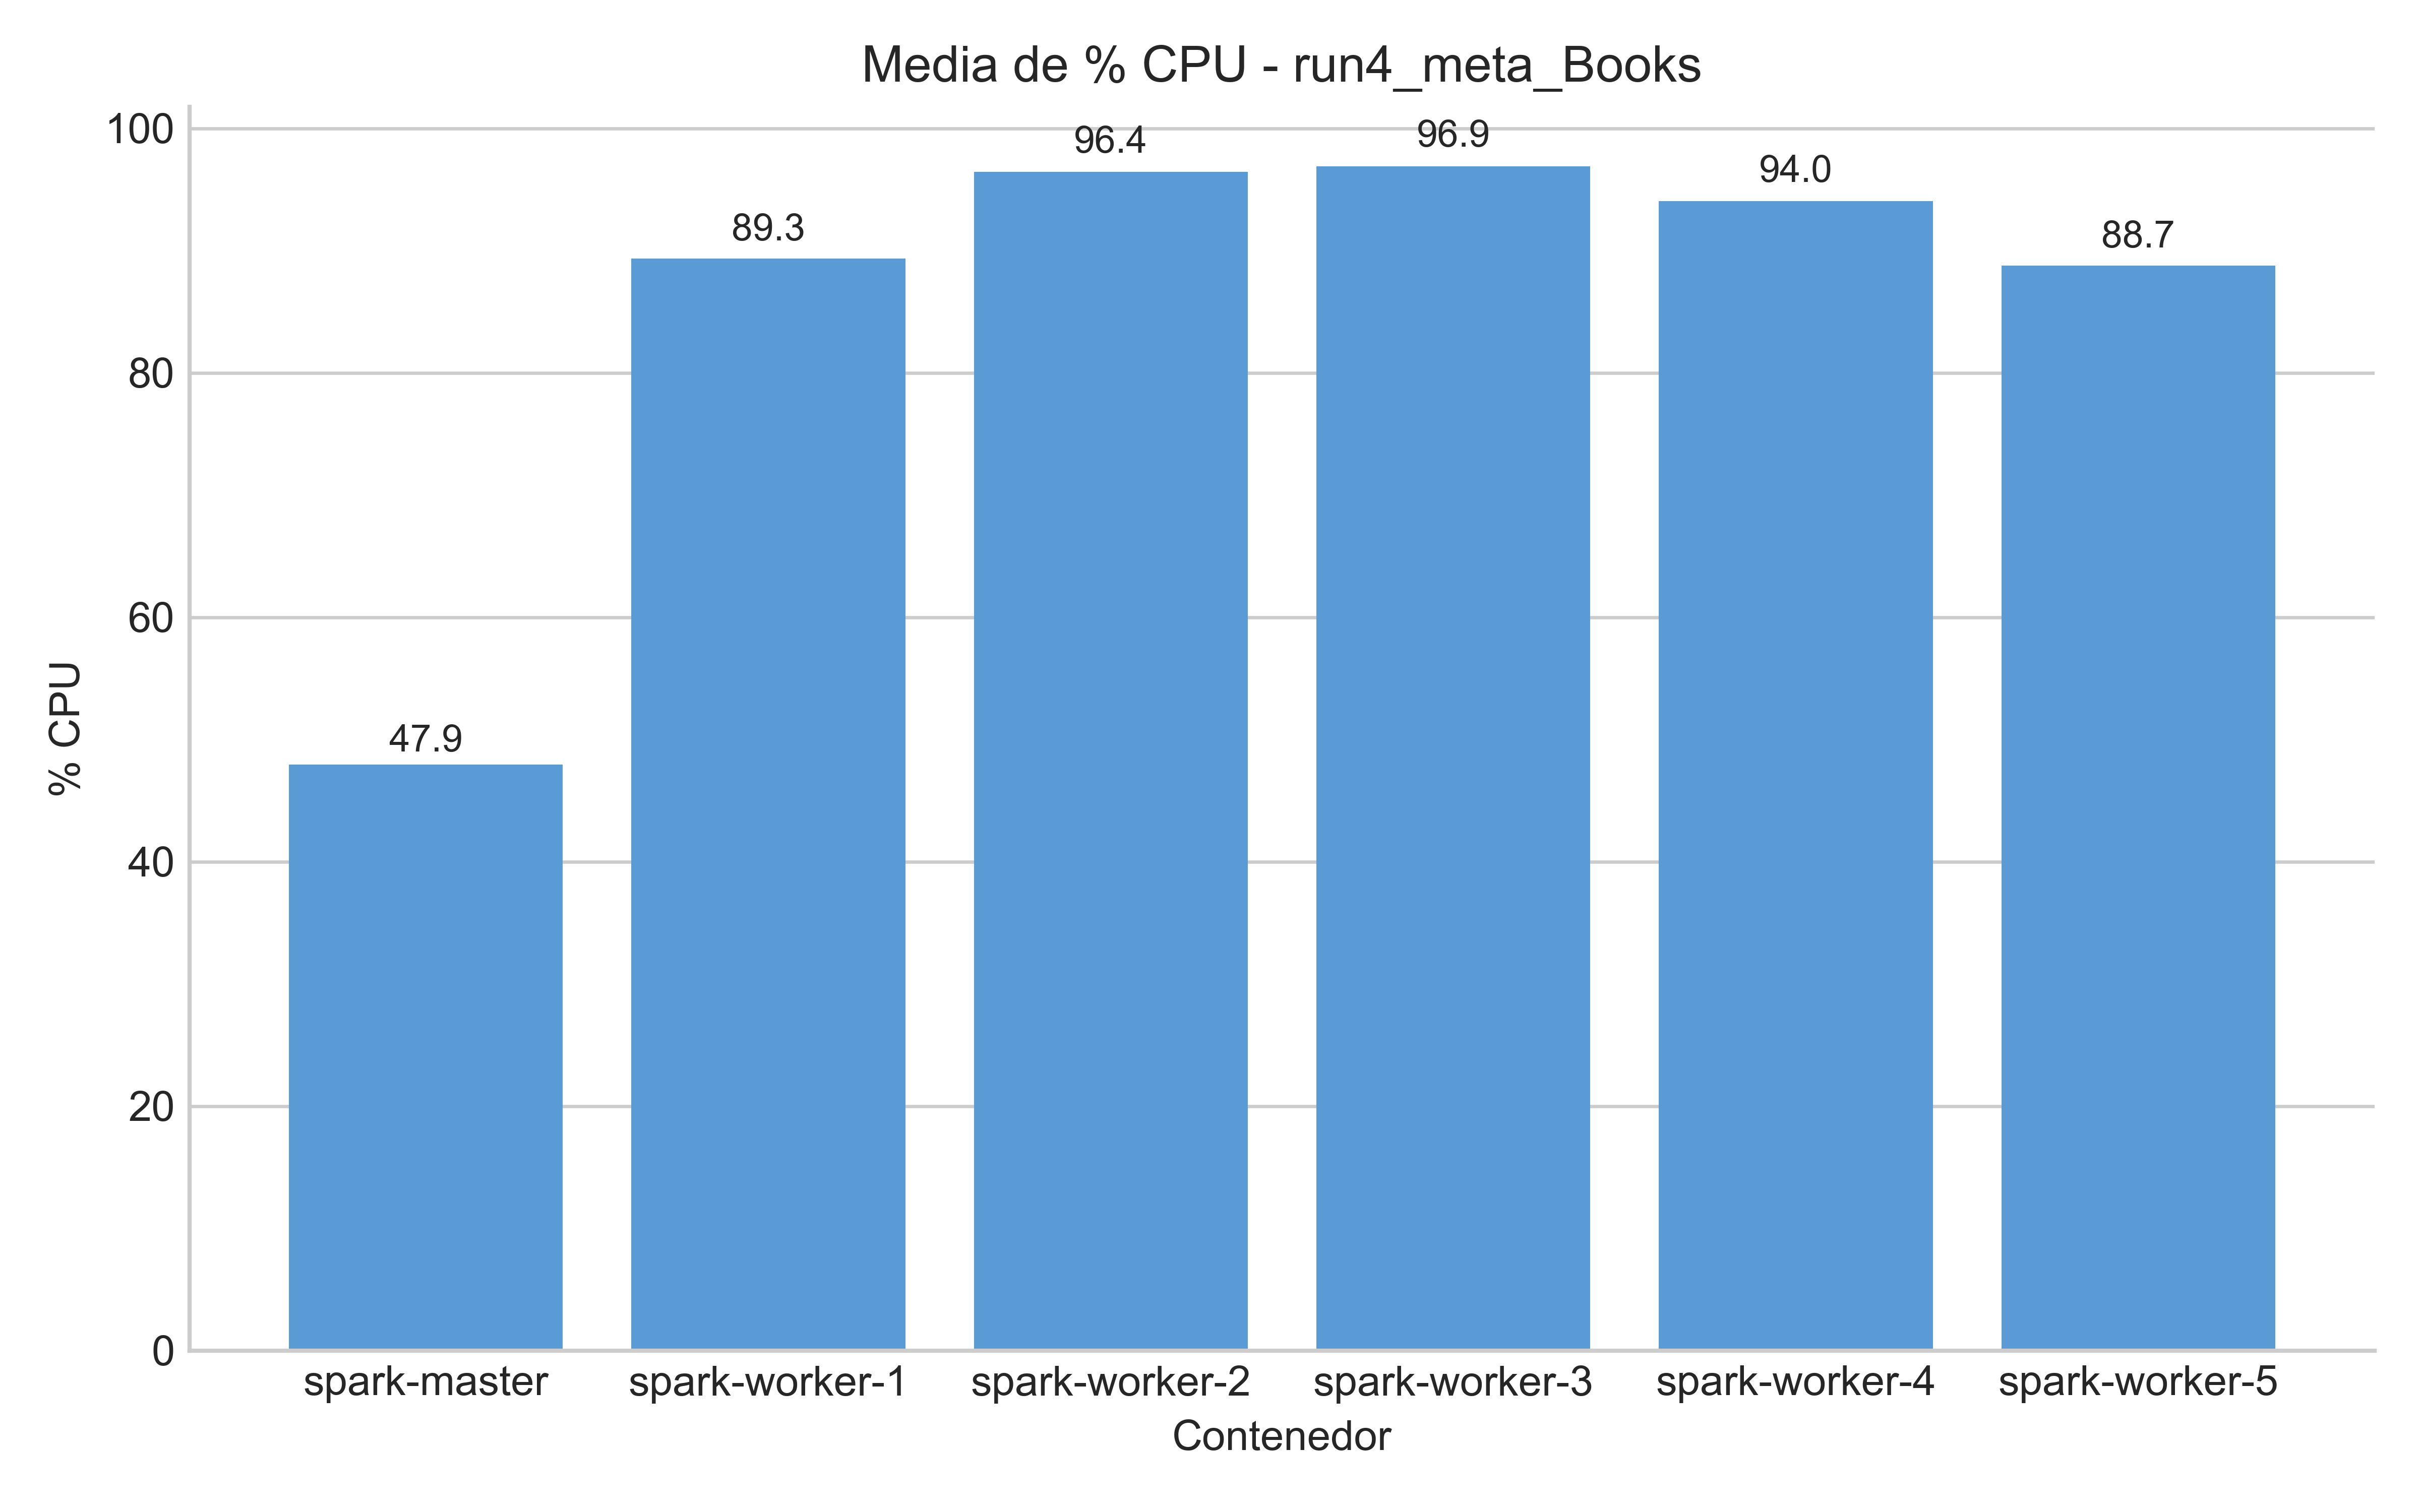 Media de % CPU - run4_meta_Books
100
80
60
40
20
0
% CPU
47.9
89.3
96.4
96.9
94.0
88.7
spark-master
spark-worker-1
spark-worker-2
spark-worker-3
spark-worker-4
spark-worker-5
Contenedor